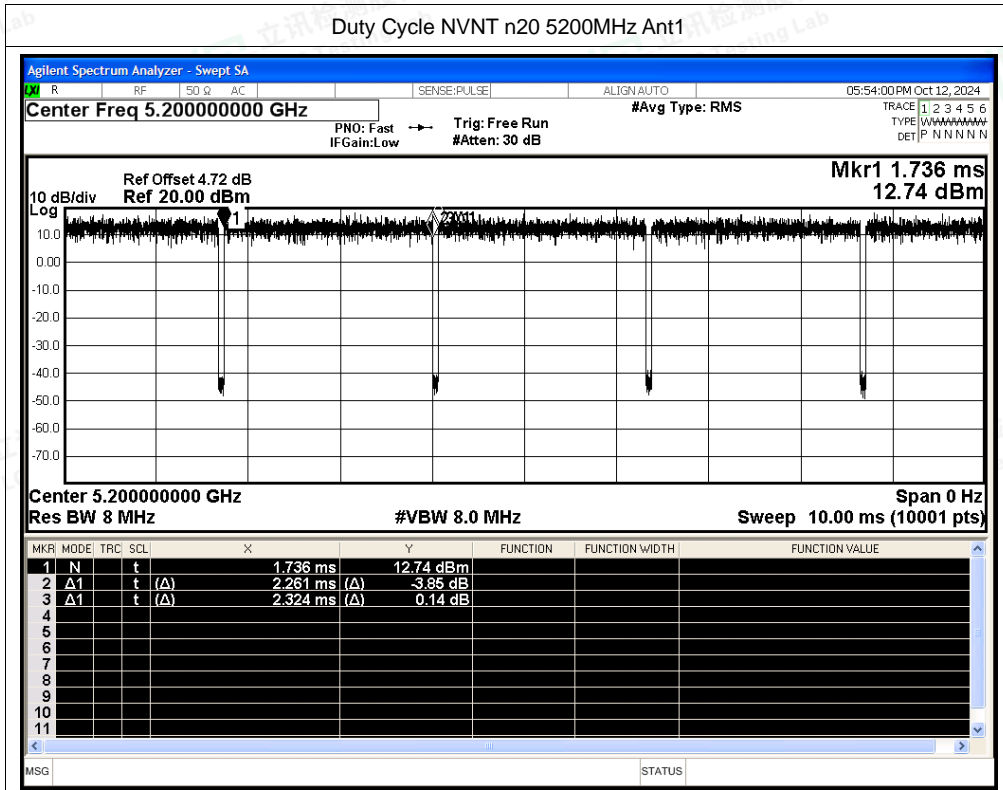 Duty Cycle NVNT n20 5200MHz Ant1
Agilent Spectrum Analyzer - Swept SA
LXI R RF 50 Ω AC SENSE:PULSE ALIGN AUTO 05:54:00 PM Oct 12, 2024
Center Freq 5.200000000 GHz #Avg Type: RMS TRACE 1 2 3 4 5 6
PNO: Fast Trig: Free Run TYPE
IFGain:Low #Atten: 30 dB DET P N N N N N
Mkr1 1.736 ms
Ref Offset 4.72 dB
10 dB/div Ref 20.00 dBm 12.74 dBm
Log
1
10.0
0.00
-10.0
-20.0
-30.0
-40.0
-50.0
-60.0
-70.0
Center 5.200000000 GHz Span 0 Hz
Res BW 8 MHz #VBW 8.0 MHz Sweep 10.00 ms (10001 pts)
MKR MODE TRC SCL X Y FUNCTION FUNCTION WIDTH FUNCTION VALUE
1 N t 1.736 ms 12.74 dBm
2 Δ1 t (Δ) 2.261 ms (Δ) -3.85 dB
3 Δ1 t (Δ) 2.324 ms (Δ) 0.14 dB
4
5
6
7
8
9
10
11
MSG STATUS